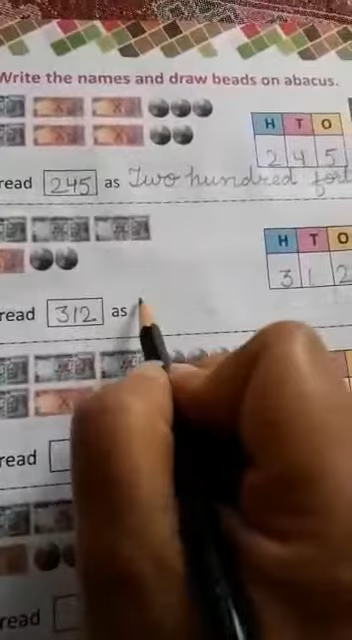 Write the names and draw beads on abacus.
H T O
2 4 5
read 245 as Two hundred fort
H T O
3 1 2
read 312 as
read
read